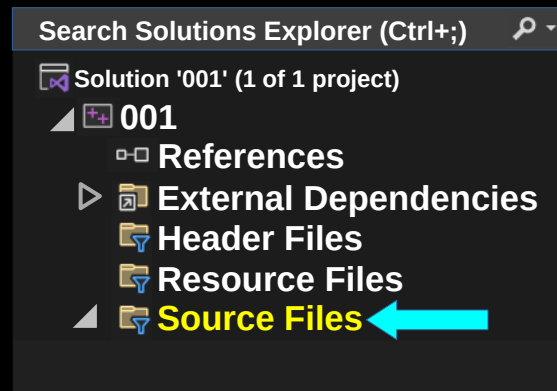 Search Solutions Explorer (Ctrl+;)
Solution '001' (1 of 1 project)
001
References
External Dependencies
Header Files
Resource Files
Source Files